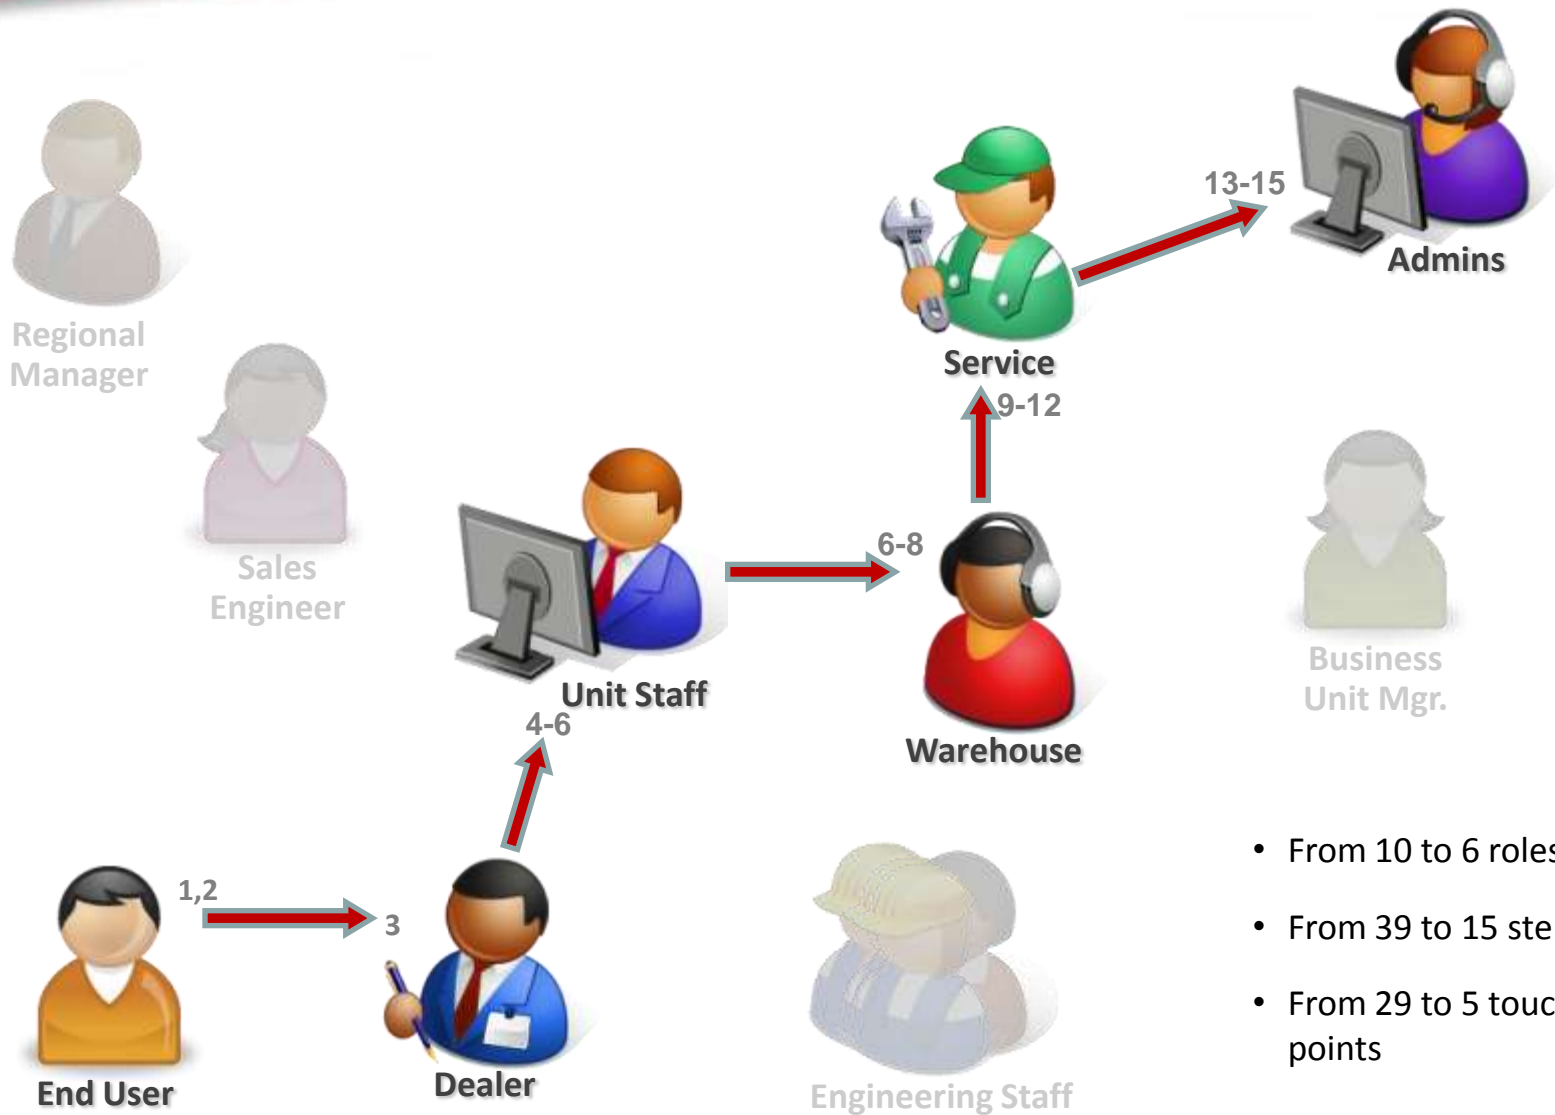 13-15
Admins
Regional
Manager
Service
9-12
Sales
Engineer
6-8
Unit Staff
4-6
Warehouse
Business
Unit Mgr.
1,2
3
End User
Dealer
Engineering Staff
• From 10 to 6 roles
• From 39 to 15 ste
• From 29 to 5 touc
points